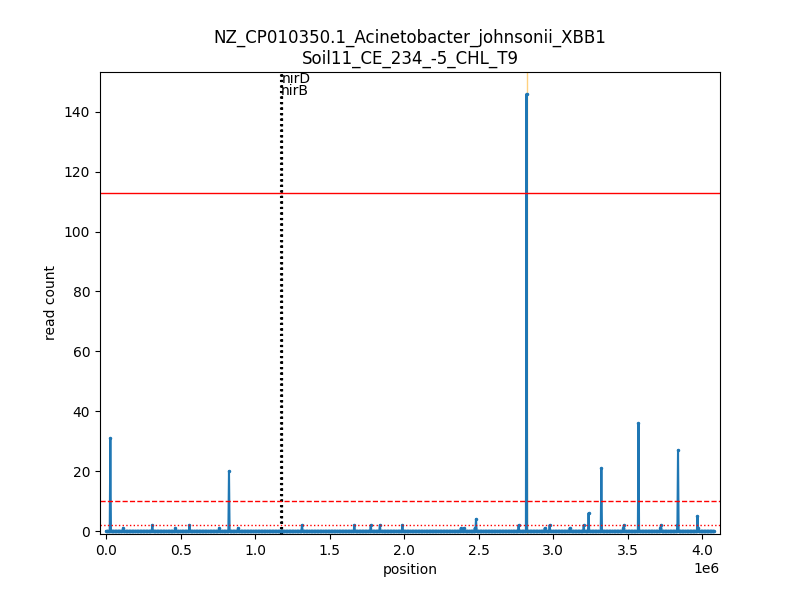 NZ_CP010350.1_Acinetobacter_johnsonii_XBB1
Soil11_CE_234_-5_CHL_T9
nirD
nirB
140
120
100
80
60
40
20
0
read count
0.0 0.5 1.0 1.5 2.0 2.5 3.0 3.5 4.0
1e6
position